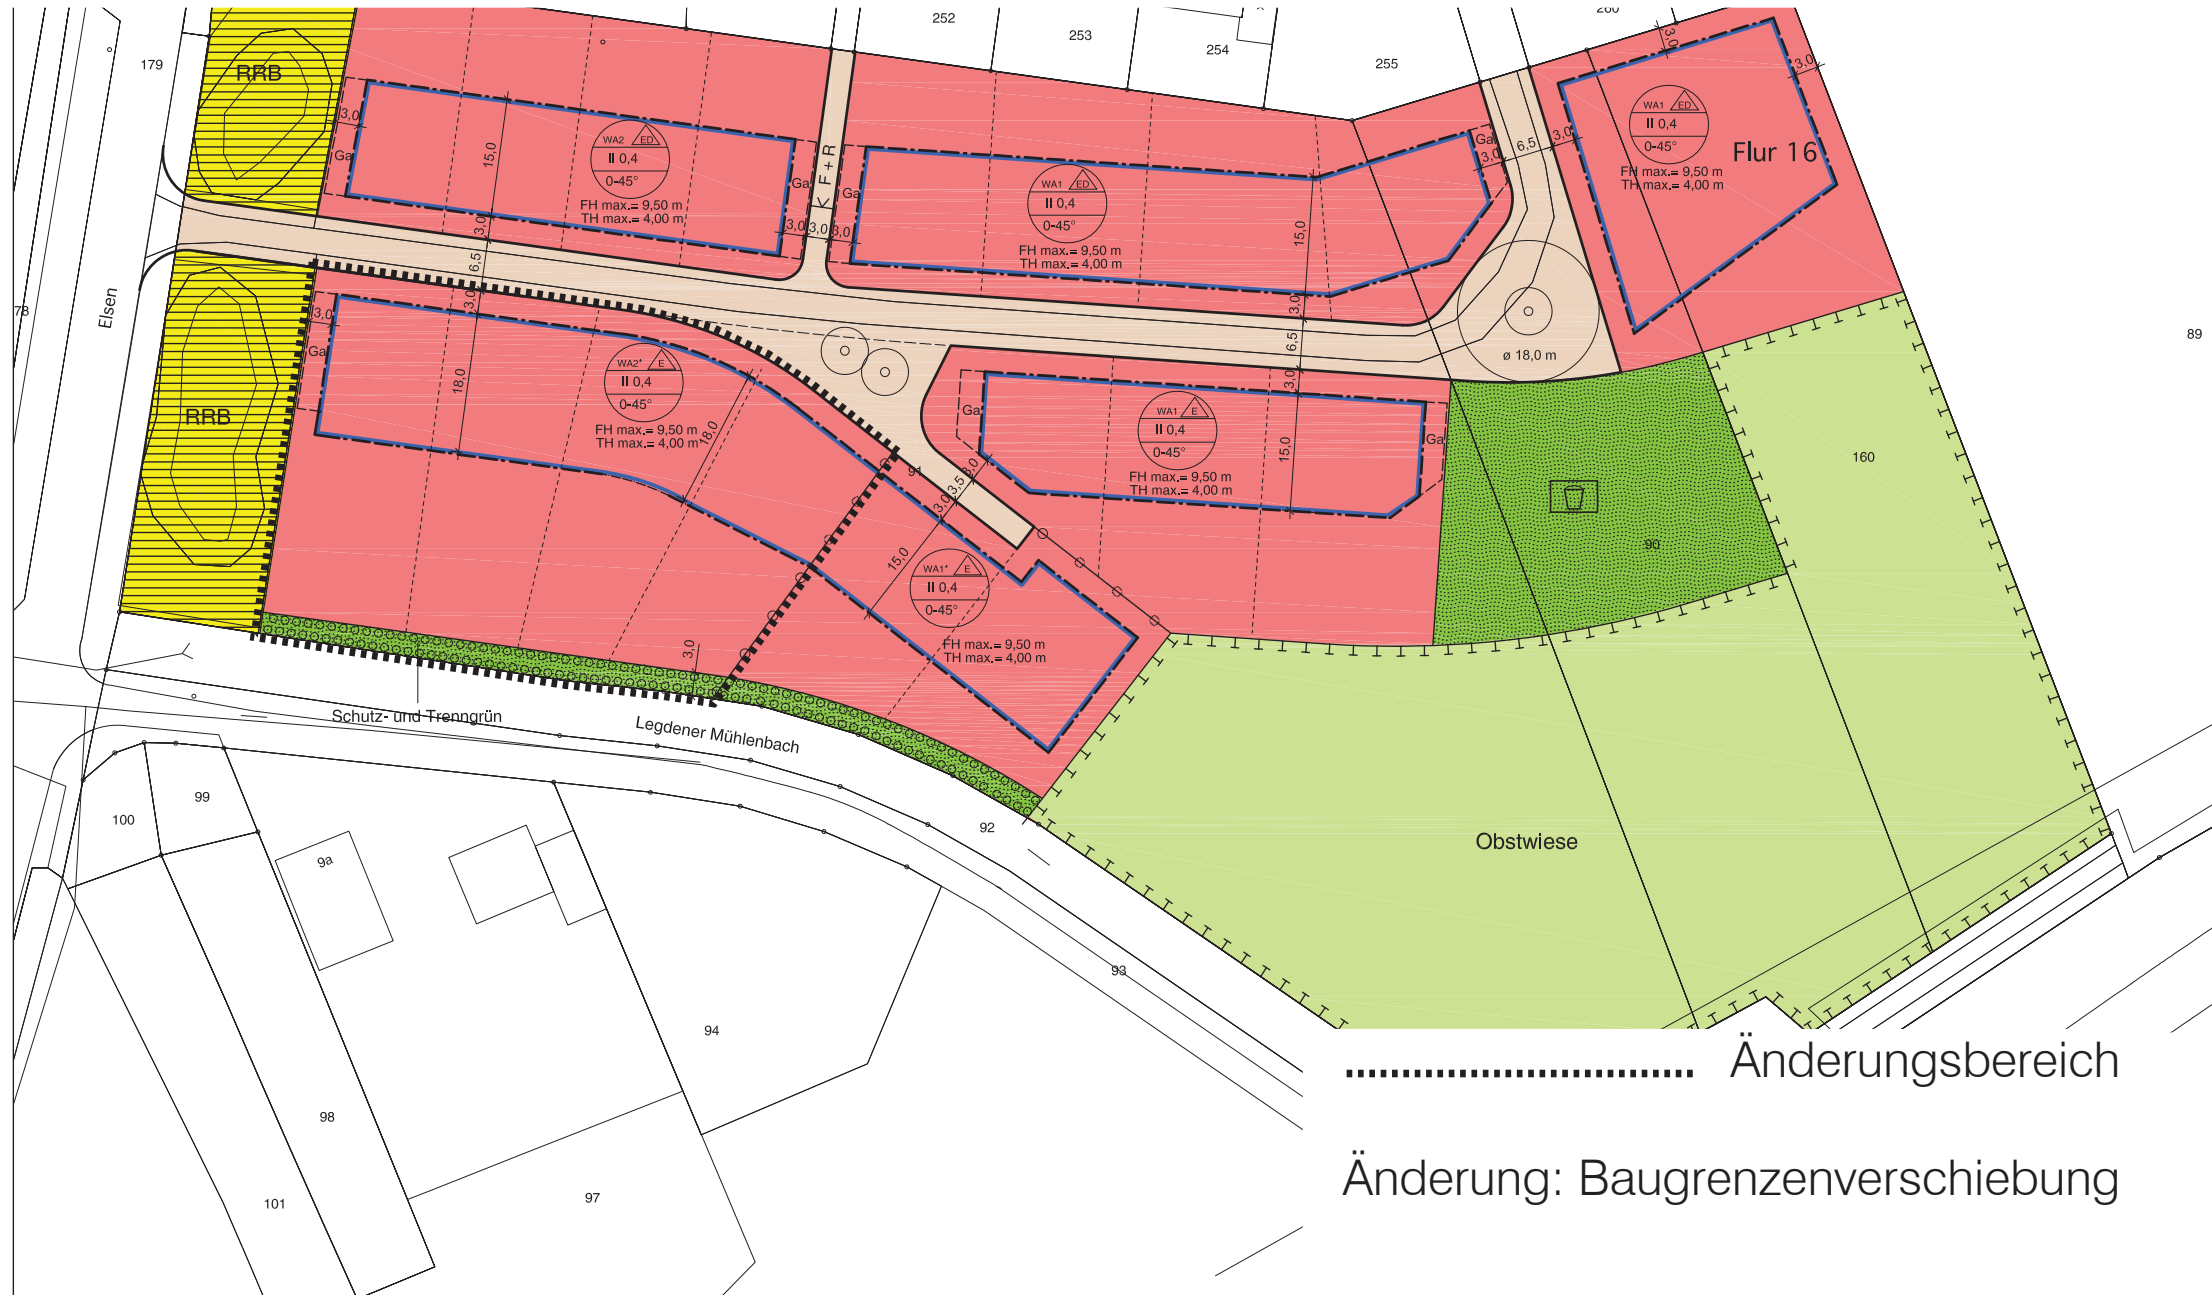 252
253
254
255
179
RRB
3,0
Ga
15,0
WA2 ED
II 0,4
0-45°
FH max.= 9,50 m
TH max.= 4,00 m
3,0
Ga
3,0
3,0
3,0
F + R
Ga
WA1 ED
II 0,4
0-45°
FH max.= 9,50 m
TH max.= 4,00 m
15,0
3,0
Ga
3,0
6,5
3,0
3,0
3,0
WA1 ED
II 0,4
0-45°
FH max.= 9,50 m
TH max.= 4,00 m
Flur 16
89
78
Elsen
RRB
6,5
3,0
3,0
Ga
18,0
WA2* E
II 0,4
0-45°
FH max.= 9,50 m
TH max.= 4,00 m
18,0
6,5
3,0
ø 18,0 m
Ga
WA1 E
II 0,4
0-45°
FH max.= 9,50 m
TH max.= 4,00 m
15,0
Ga
91
3,0
3,5
3,0
15,0
WA1* E
II 0,4
0-45°
FH max.= 9,50 m
TH max.= 4,00 m
3,0
90
160
Schutz- und Trenngrün
Legdener Mühlenbach
Obstwiese
92
93
94
97
98
99
100
101
9a
Änderungsbereich
Änderung: Baugrenzenverschiebung